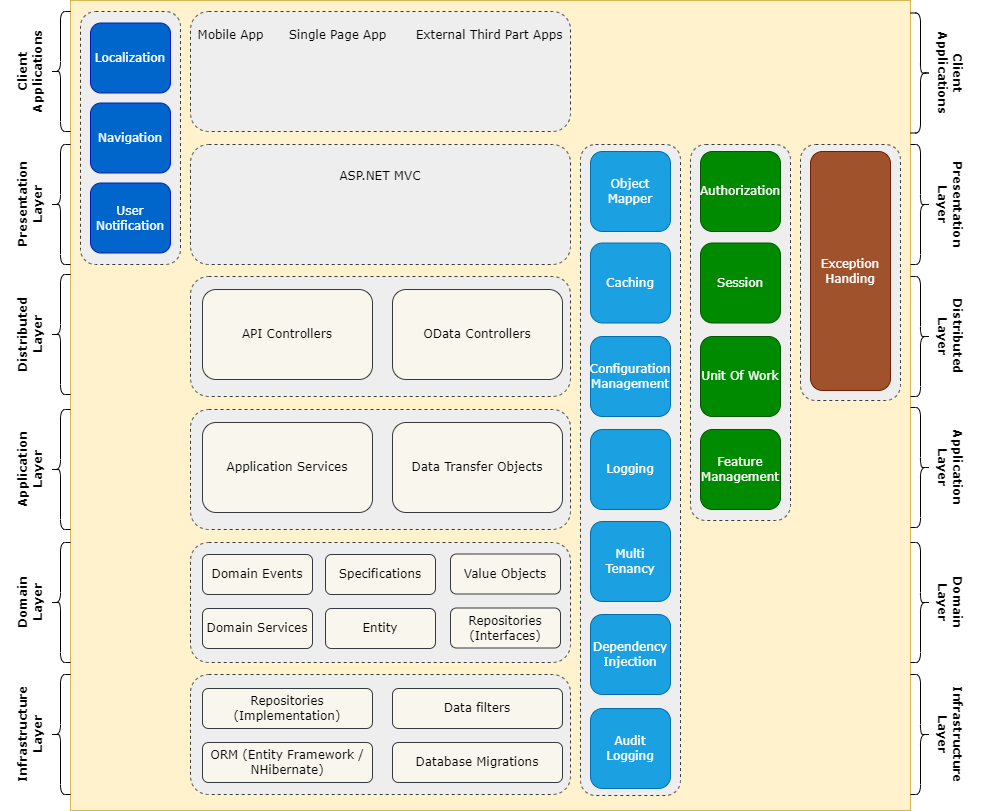 Client
Applications
Presentation
Layer
Distributed
Layer
Application
Layer
Domain
Layer
Infrastructure
Layer
Localization
Navigation
User
Notification
Mobile App
Single Page App
External Third Part Apps
ASP.NET MVC
API Controllers
OData Controllers
Application Services
Data Transfer Objects
Domain Events
Specifications
Value Objects
Domain Services
Entity
Repositories
(Interfaces)
Repositories
(Implementation)
Data filters
ORM (Entity Framework /
NHibernate)
Database Migrations
Object
Mapper
Caching
Configuration
Management
Logging
Multi
Tenancy
Dependency
Injection
Audit
Logging
Authorization
Session
Unit Of Work
Feature
Management
Exception
Handing
Client
Applications
Presentation
Layer
Distributed
Layer
Application
Layer
Domain
Layer
Infrastructure
Layer